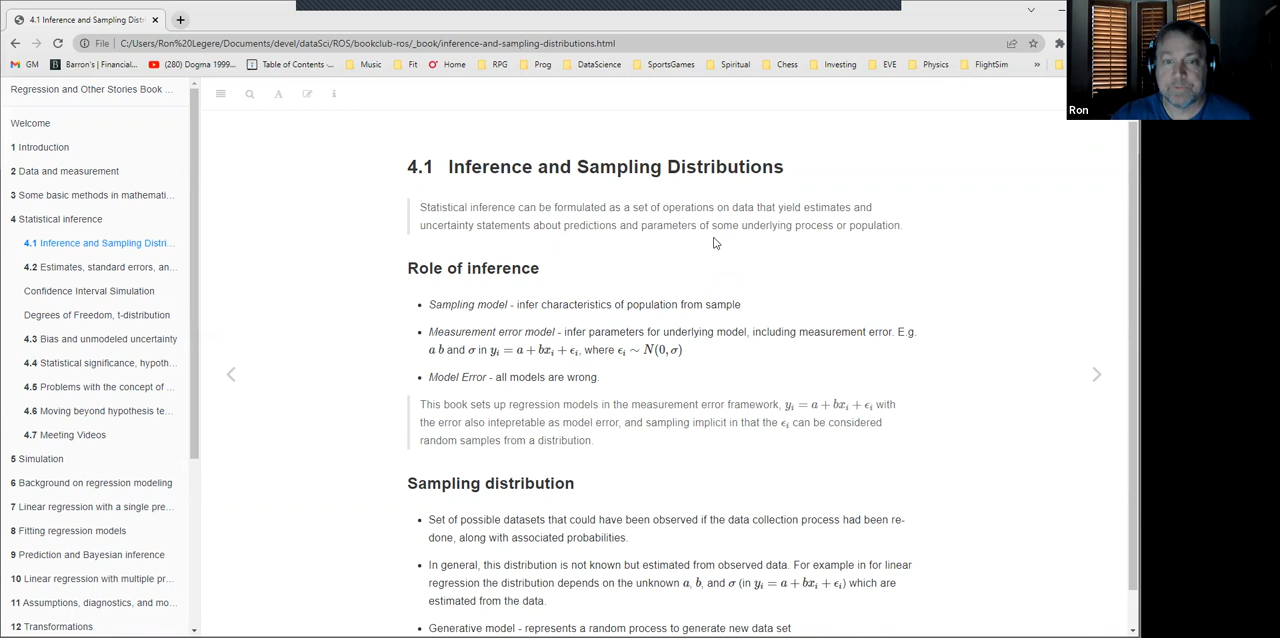 4.1 Inference and Sampling Distri
File C:/Users/Ron%20Legere/Documents/devel/dataSci/ROS/bookclub-ros/_book/inference-and-sampling-distributions.html
GM Barron's | Financial... (280) Dogma 1999... Table of Contents -... Music Fit Home RPG Prog DataScience SportsGames Spiritual Chess Investing EVE Physics FlightSim »
Ron
Regression and Other Stories Book ...
Welcome
1 Introduction
2 Data and measurement
3 Some basic methods in mathemati...
4 Statistical inference
4.1 Inference and Sampling Distri...
4.2 Estimates, standard errors, an...
Confidence Interval Simulation
Degrees of Freedom, t-distribution
4.3 Bias and unmodeled uncertainty
4.4 Statistical significance, hypoth...
4.5 Problems with the concept of ...
4.6 Moving beyond hypothesis te...
4.7 Meeting Videos
5 Simulation
6 Background on regression modeling
7 Linear regression with a single pre...
8 Fitting regression models
9 Prediction and Bayesian inference
10 Linear regression with multiple pr...
11 Assumptions, diagnostics, and mo...
12 Transformations
4.1 Inference and Sampling Distributions
Statistical inference can be formulated as a set of operations on data that yield estimates and
uncertainty statements about predictions and parameters of some underlying process or population.
Role of inference
• Sampling model - infer characteristics of population from sample
• Measurement error model - infer parameters for underlying model, including measurement error. E.g.
a b and σ in yᵢ = a + bxᵢ + ϵᵢ, where ϵᵢ ∼ N(0, σ)
• Model Error - all models are wrong.
This book sets up regression models in the measurement error framework, yᵢ = a + bxᵢ + ϵᵢ with
the error also intepretable as model error, and sampling implicit in that the ϵᵢ can be considered
random samples from a distribution.
Sampling distribution
• Set of possible datasets that could have been observed if the data collection process had been re-
done, along with associated probabilities.
• In general, this distribution is not known but estimated from observed data. For example in for linear
regression the distribution depends on the unknown a, b, and σ (in yᵢ = a + bxᵢ + ϵᵢ) which are
estimated from the data.
• Generative model - represents a random process to generate new data set